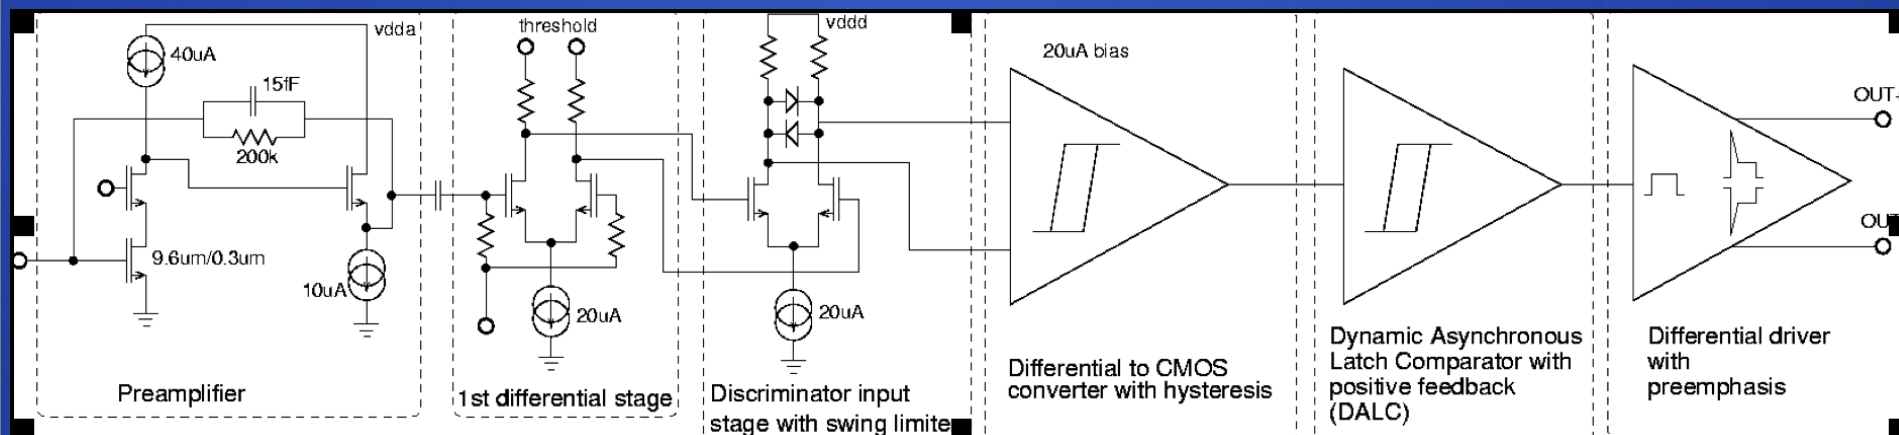 vdda
40uA
15fF
200k
9.6um/0.3um
10uA
Preamplifier
threshold
20uA
1st differential stage
vddd
20uA
Discriminator input
stage with swing limite
20uA bias
Differential to CMOS
converter with hysteresis
Dynamic Asynchronous
Latch Comparator with
positive feedback
(DALC)
OUT
OU
Differential driver
with
preemphasis